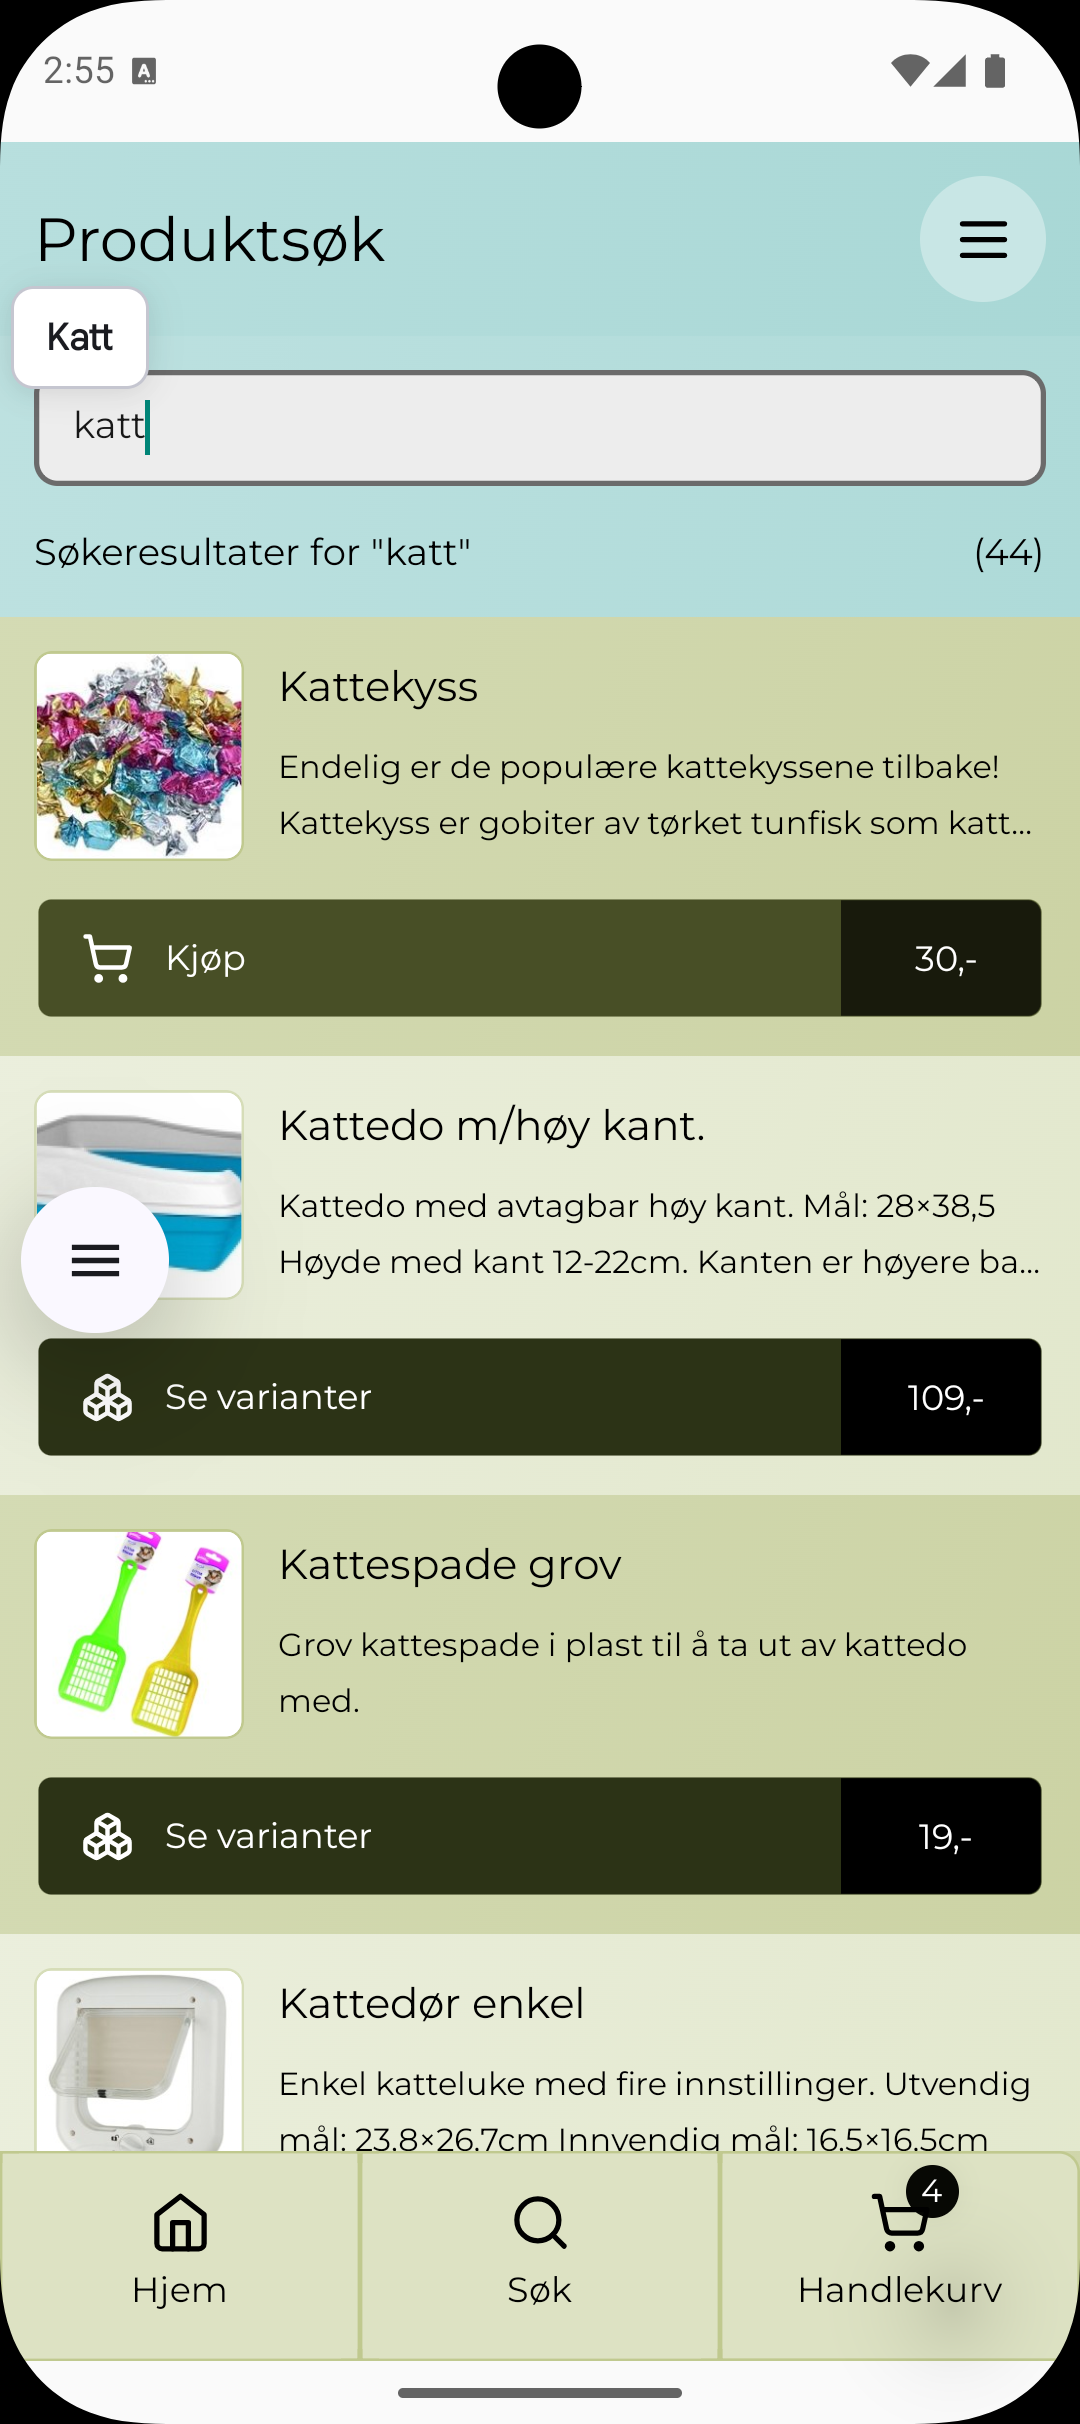 2:55
Produktsøk
Katt
katt
Søkeresultater for "katt" (44)
Kattekyss
Endelig er de populære kattekyssene tilbake!
Kattekyss er gobiter av tørket tunfisk som katt...
Kjøp 30,-
Kattedo m/høy kant.
Kattedo med avtagbar høy kant. Mål: 28×38,5
Høyde med kant 12-22cm. Kanten er høyere ba...
Se varianter 109,-
Kattespade grov
Grov kattespade i plast til å ta ut av kattedo
med.
Se varianter 19,-
Kattedør enkel
Enkel katteluke med fire innstillinger. Utvendig
mål: 23,8×26,7cm Innvendig mål: 16,5×16,5cm
4
Hjem Søk Handlekurv